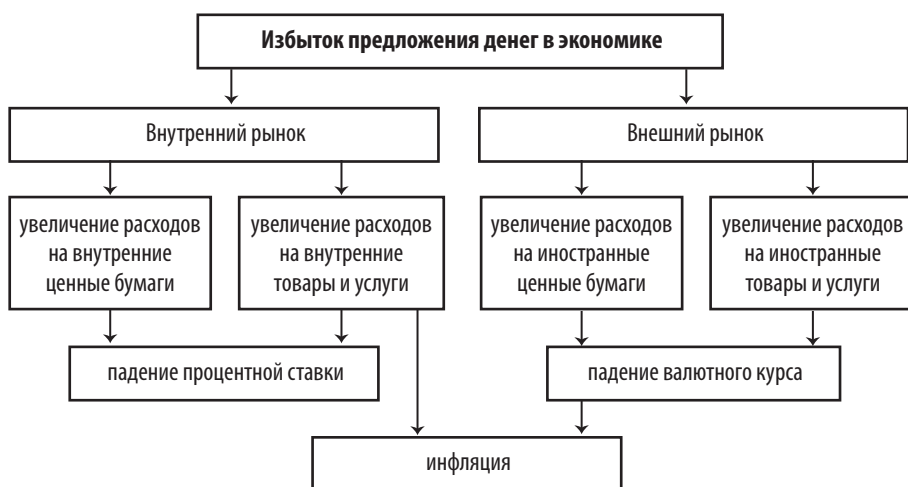 Избыток предложения денег в экономике
Внутренний рынок
Внешний рынок
увеличение расходов
на внутренние
ценные бумаги
увеличение расходов
на внутренние
товары и услуги
увеличение расходов
на иностранные
ценные бумаги
увеличение расходов
на иностранные
товары и услуги
падение процентной ставки
падение валютного курса
инфляция